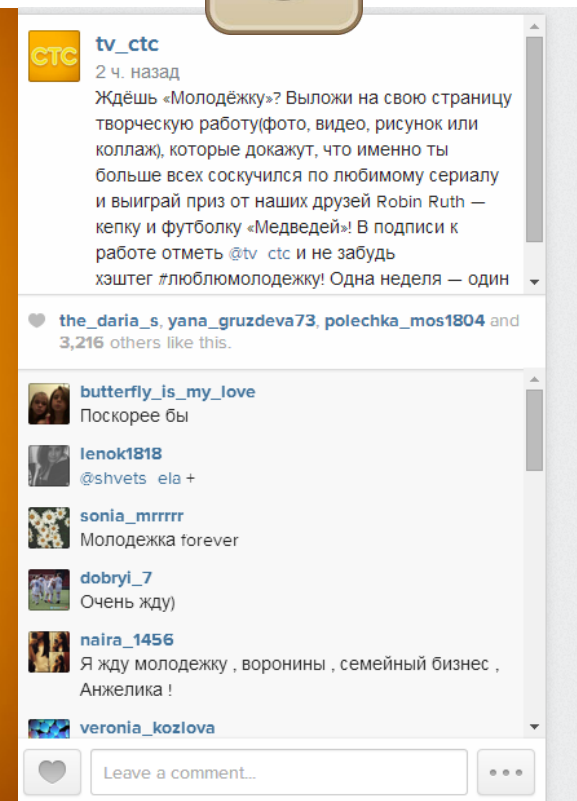 СТС
tv_ctc
2 ч. назад
Ждёшь «Молодёжку»? Выложи на свою страницу
творческую работу(фото, видео, рисунок или
коллаж), которые докажут, что именно ты
больше всех соскучился по любимому сериалу
и выиграй приз от наших друзей Robin Ruth —
кепку и футболку «Медведей»! В подписи к
работе отметь @tv_ctc и не забудь
хэштег #люблюмолодежку! Одна неделя — один
the_daria_s, yana_gruzdeva73, polechka_mos1804 and
3,216 others like this.
butterfly_is_my_love
Поскорее бы
lenok1818
@shvets_ela +
sonia_mrrrrr
Молодежка forever
dobryi_7
Очень жду)
naira_1456
Я жду молодежку , воронины , семейный бизнес ,
Анжелика !
veronia_kozlova
Leave a comment...